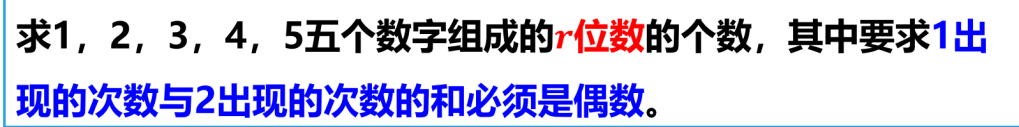 求1，2，3，4，5五个数字组成的r位数的个数，其中要求1出
现的次数与2出现的次数的和必须是偶数。